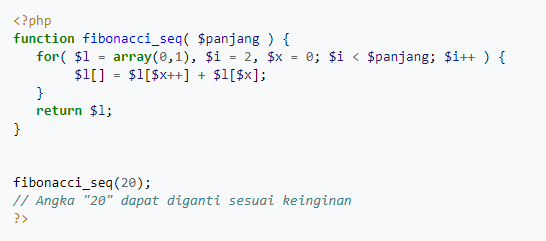 <?php
function fibonacci_seq( $panjang ) {
   for( $l = array(0,1), $i = 2, $x = 0; $i < $panjang; $i++ ) {
        $l[] = $l[$x++] + $l[$x];
   }
   return $l;
}
fibonacci_seq(20);
// Angka "20" dapat diganti sesuai keinginan
?>